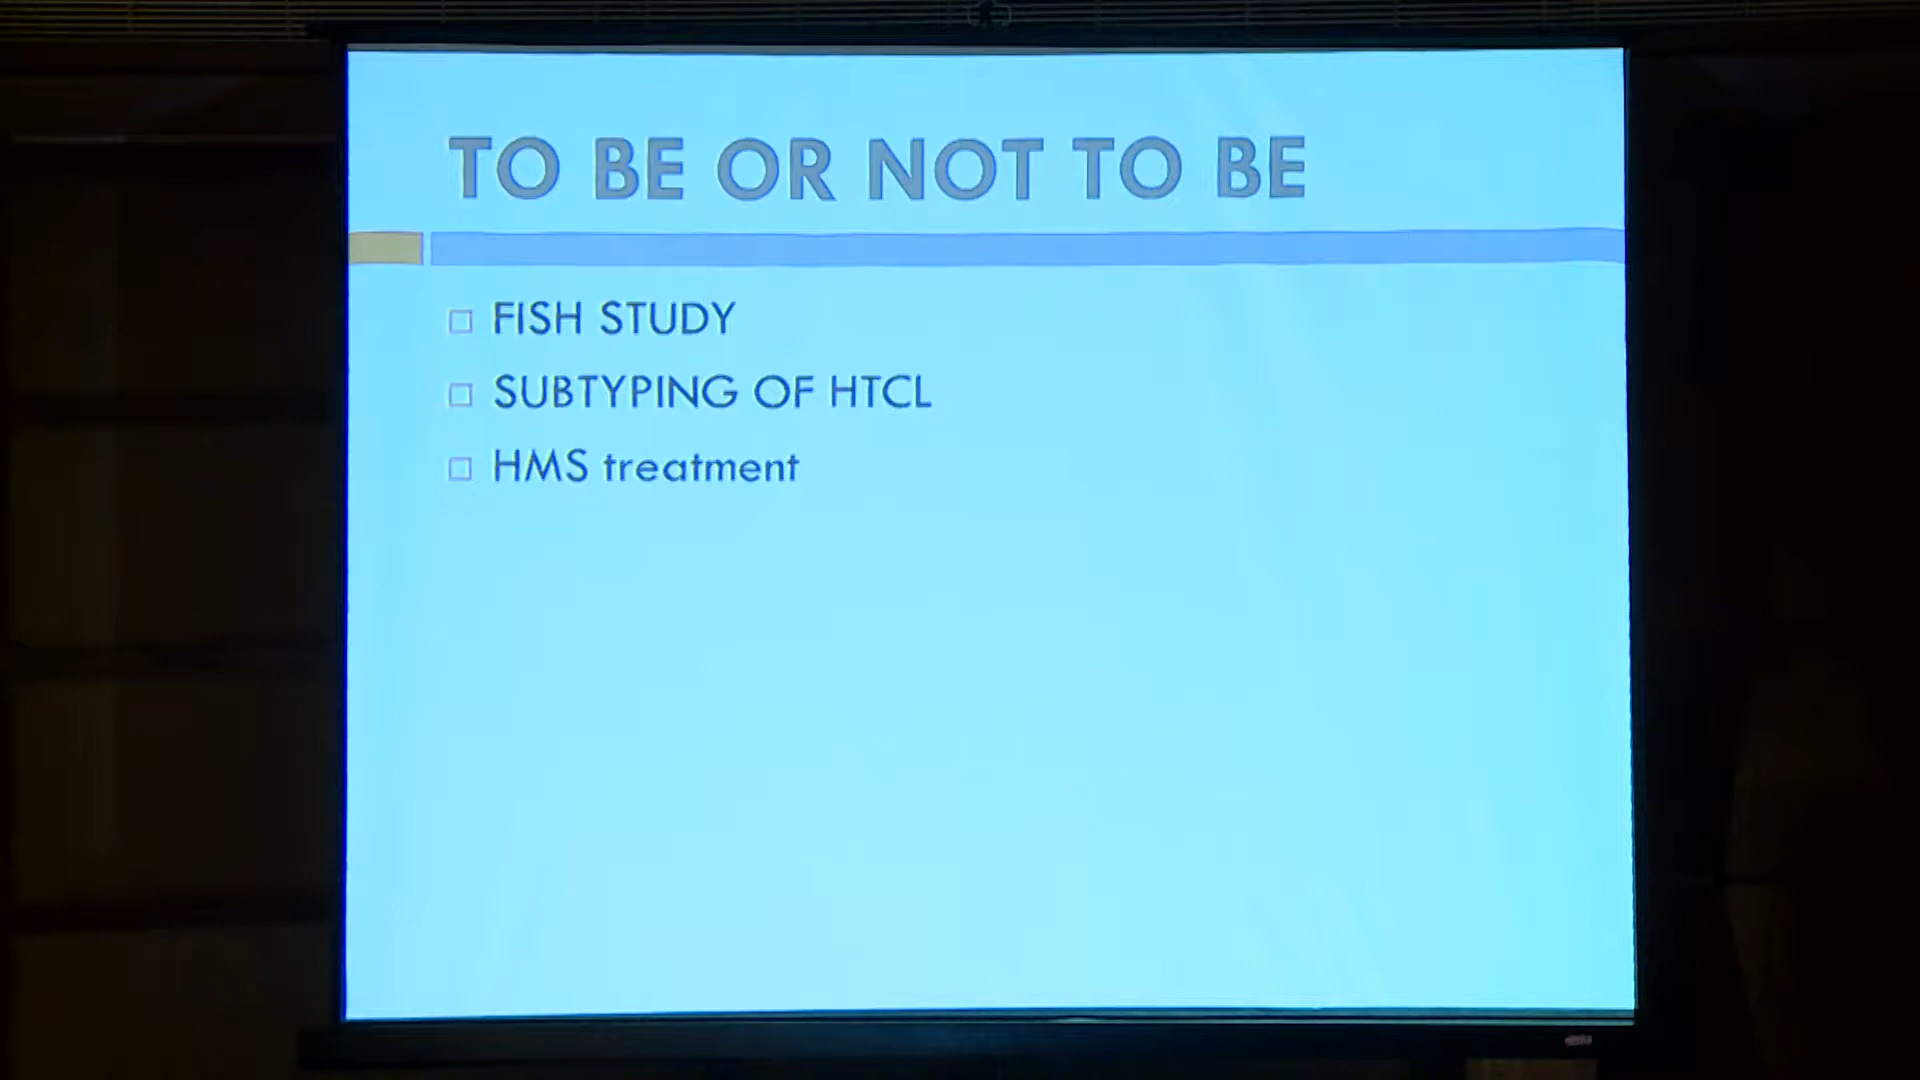 TO BE OR NOT TO BE
FISH STUDY
SUBTYPING OF HTCL
HMS treatment